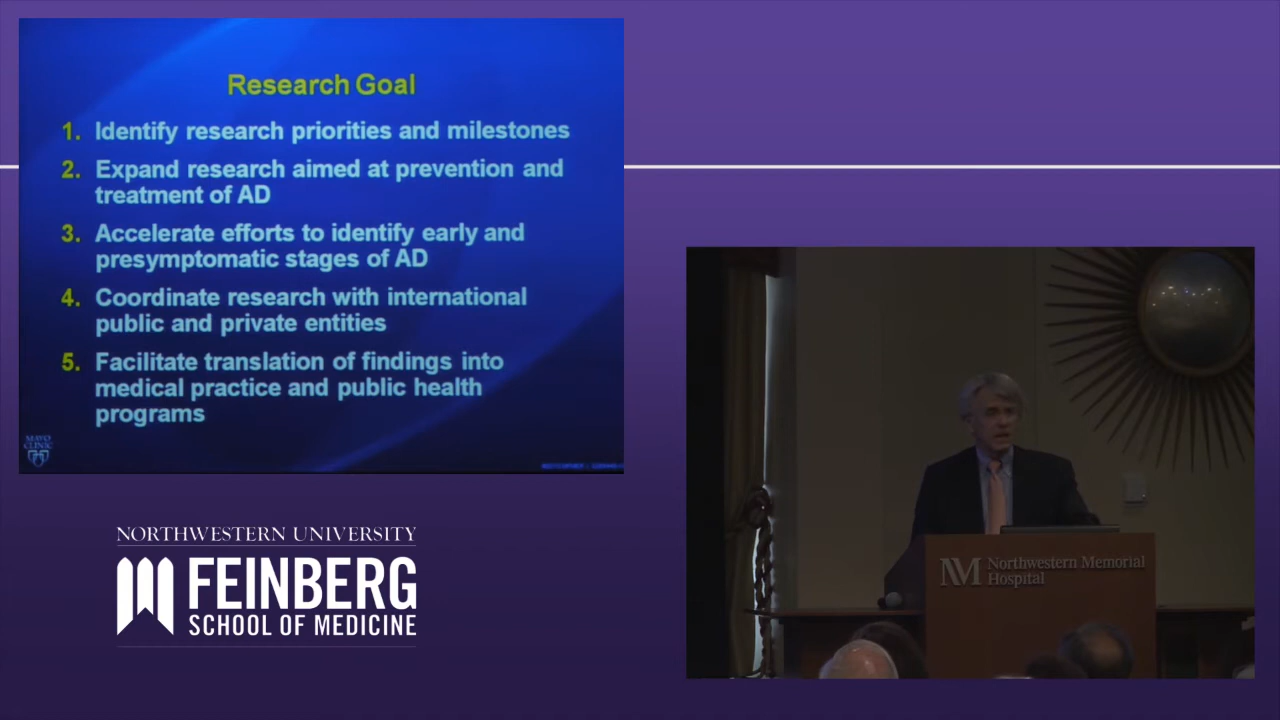 Research Goal
1. Identify research priorities and milestones
2. Expand research aimed at prevention and
treatment of AD
3. Accelerate efforts to identify early and
presymptomatic stages of AD
4. Coordinate research with international
public and private entities
5. Facilitate translation of findings into
medical practice and public health
programs
MAYO
CLINIC
NORTHWESTERN UNIVERSITY
FEINBERG
SCHOOL OF MEDICINE
NM Northwestern Memorial
Hospital